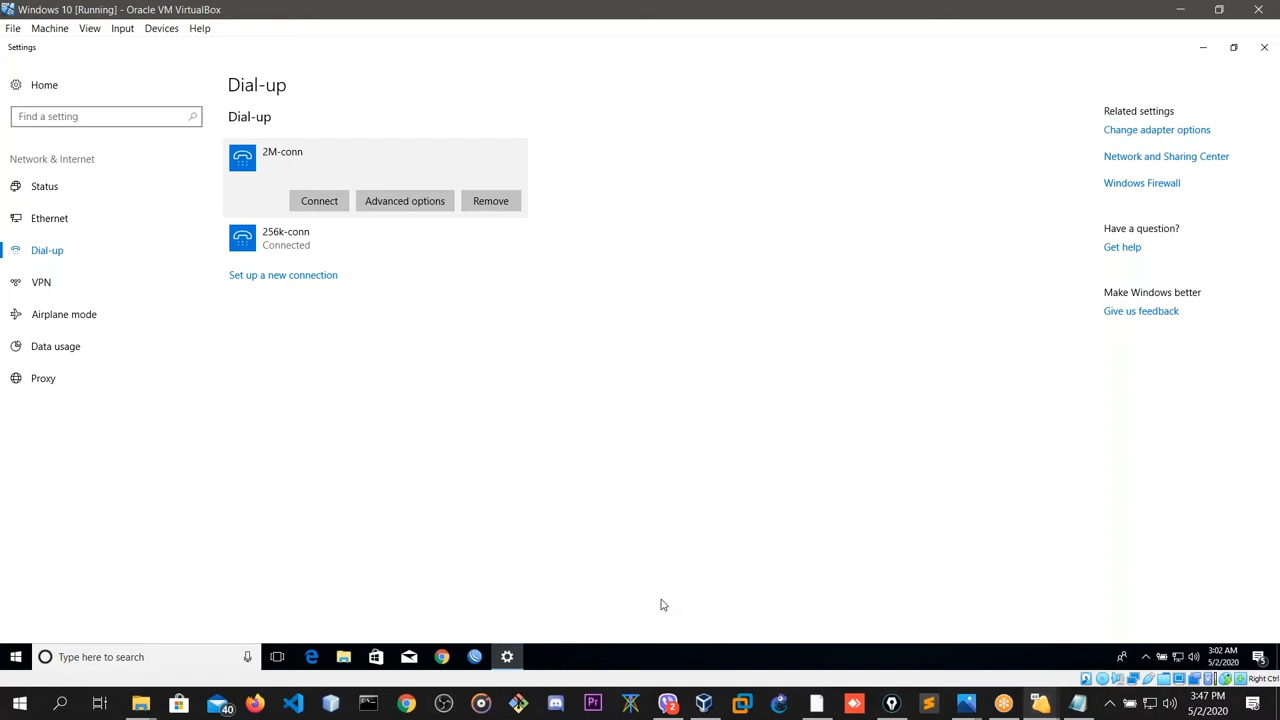 Windows 10 [Running] - Oracle VM VirtualBox
File Machine View Input Devices Help
Settings
Home
Find a setting
Network & Internet
Status
Ethernet
Dial-up
VPN
Airplane mode
Data usage
Proxy
Dial-up
Dial-up
2M-conn
Connect Advanced options Remove
256k-conn
Connected
Set up a new connection
Related settings
Change adapter options
Network and Sharing Center
Windows Firewall
Have a question?
Get help
Make Windows better
Give us feedback
Type here to search
3:02 AM
5/2/2020
3
Right Ctrl
40
Pr
2
3:47 PM
5/2/2020